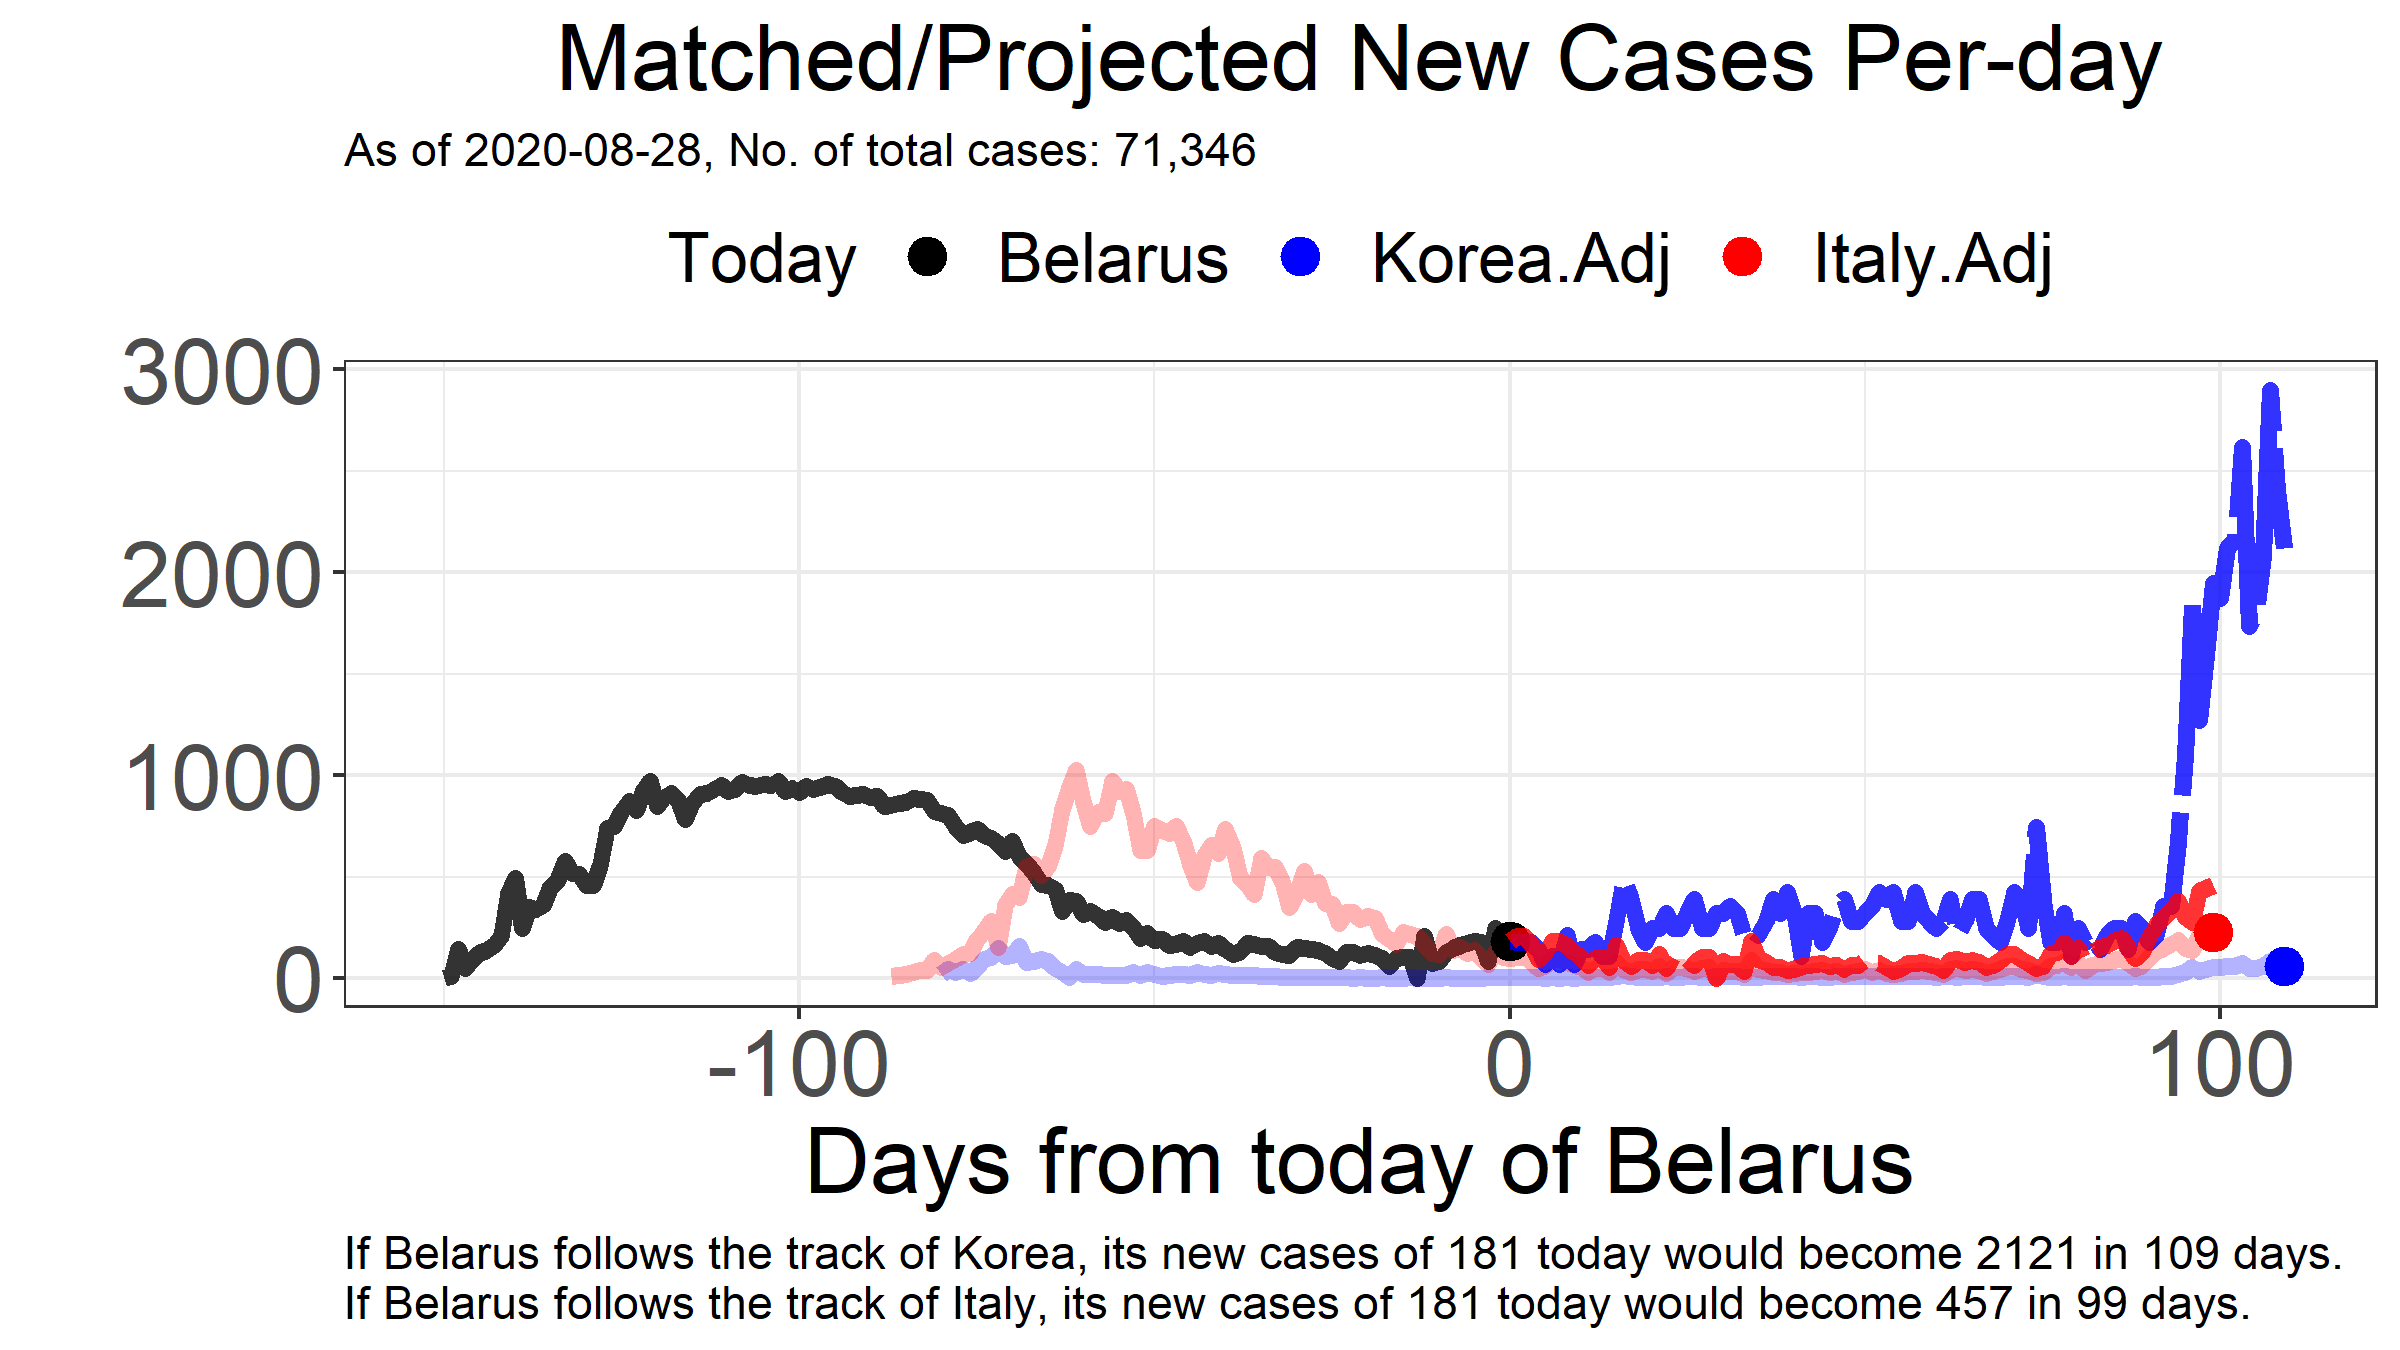 Matched/Projected New Cases Per-day
As of 2020-08-28, No. of total cases: 71,346
Today Belarus Korea.Adj Italy.Adj
3000
2000
1000
0
-100 0 100
Days from today of Belarus
If Belarus follows the track of Korea, its new cases of 181 today would become 2121 in 109 days.
If Belarus follows the track of Italy, its new cases of 181 today would become 457 in 99 days.